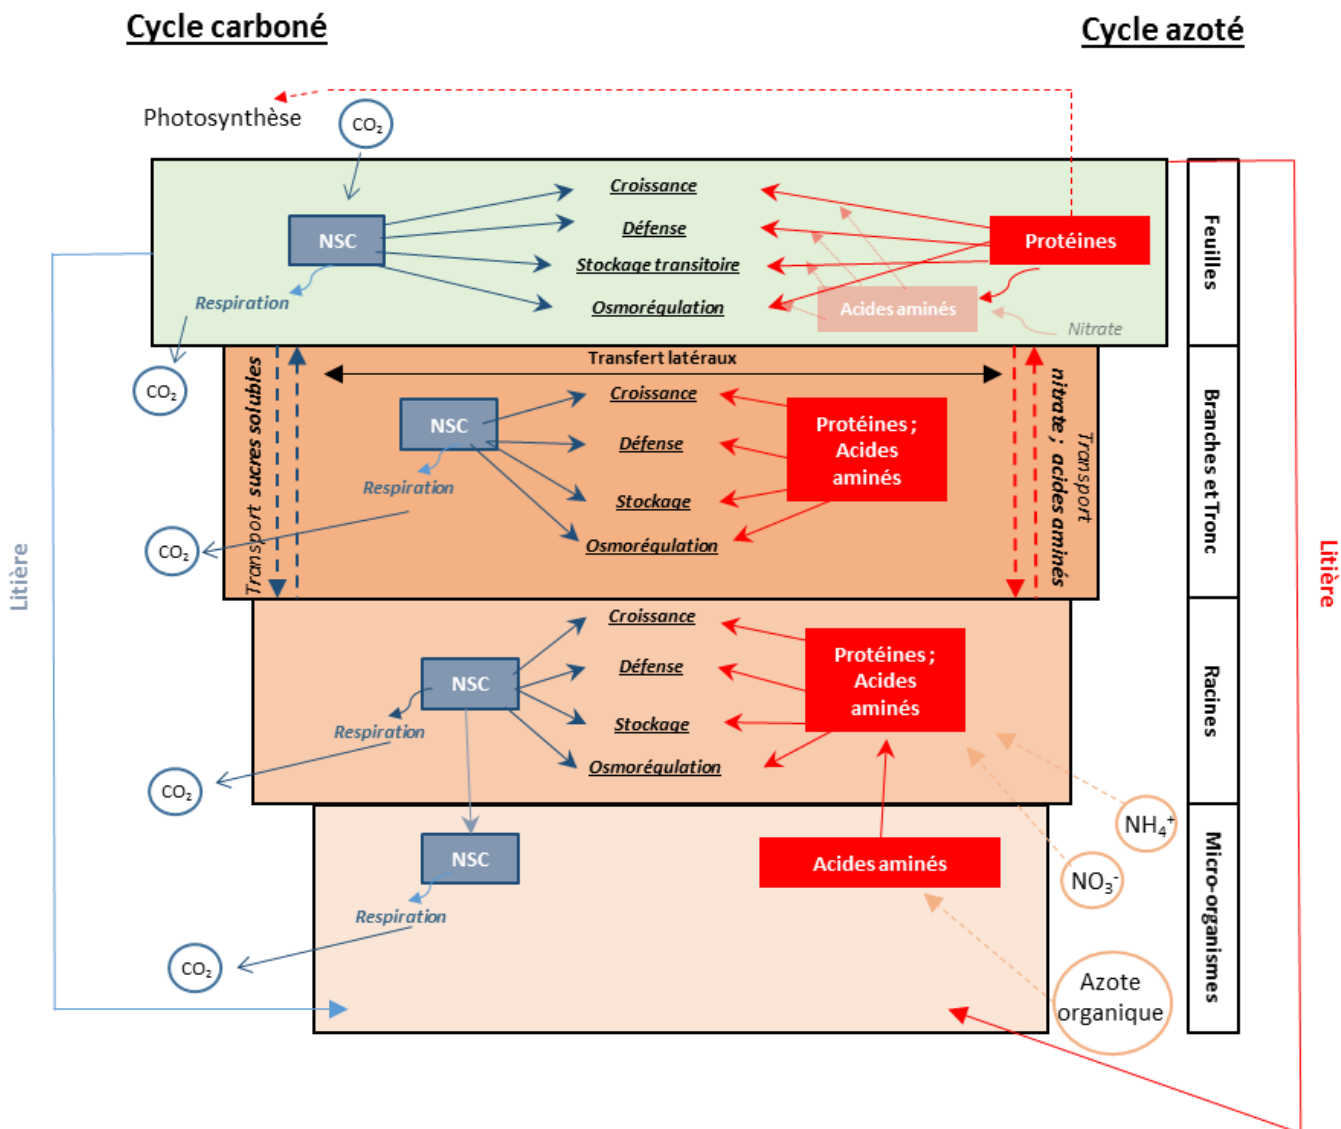 Cycle carboné
Cycle azoté
Photosynthèse
CO₂
Croissance
NSC
Défense
Protéines
Stockage transitoire
Respiration
Osmorégulation
Acides aminés
Nitrate
Feuilles
CO₂
Transfert latéraux
Transport sucres solubles
Croissance
NSC
Défense
Protéines ;
Acides
aminés
Respiration
Stockage
Osmorégulation
CO₂
Transport
nitrate ; acides aminés
Branches et Tronc
Litière
Litière
Croissance
NSC
Défense
Protéines ;
Acides
aminés
Respiration
Stockage
Osmorégulation
CO₂
Racines
NH₄⁺
NO₃⁻
NSC
Acides aminés
Respiration
CO₂
Azote
organique
Micro-organismes